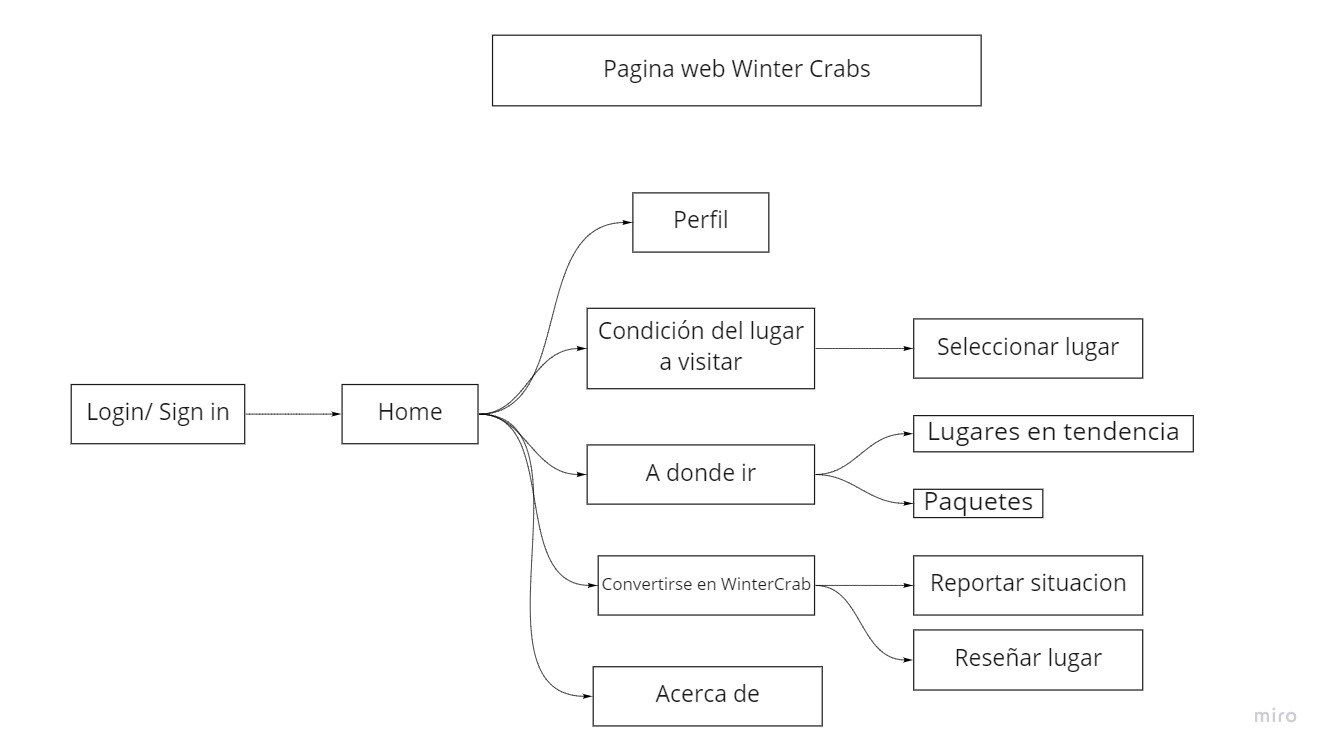 Pagina web Winter Crabs
Perfil
Condición del lugar
a visitar
Seleccionar lugar
Login/ Sign in
Home
Lugares en tendencia
A donde ir
Paquetes
Convertirse en WinterCrab
Reportar situacion
Reseñar lugar
Acerca de
miro